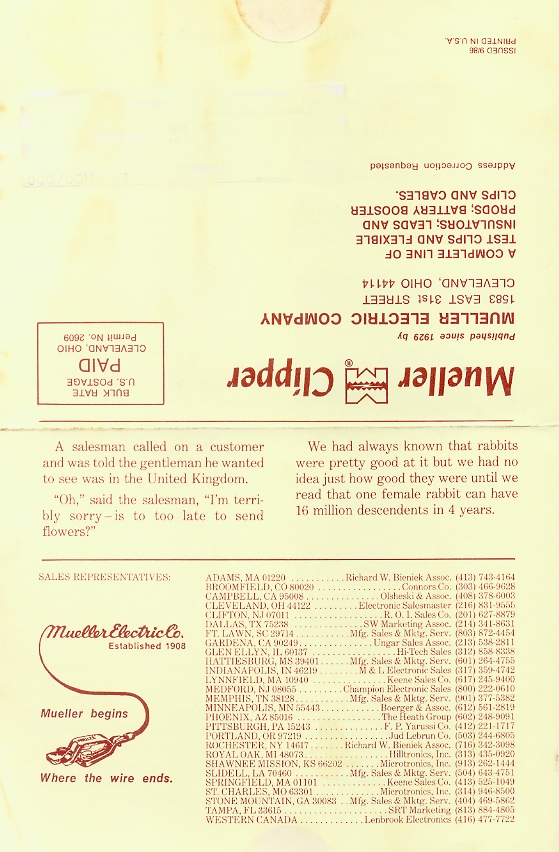 ISSUED 9/86
PRINTED IN U.S.A.
Address Correction Requested
A COMPLETE LINE OF
TEST CLIPS AND FLEXIBLE
INSULATORS; LEADS AND
PRODS; BATTERY BOOSTER
CLIPS AND CABLES.
Mueller Clipper®
Published since 1929 by
MUELLER ELECTRIC COMPANY
1583 EAST 31st STREET
CLEVELAND, OHIO 44114
BULK RATE
U.S. POSTAGE
PAID
CLEVELAND, OHIO
Permit No. 2609
A salesman called on a customer
and was told the gentleman he wanted
to see was in the United Kingdom.
"Oh," said the salesman, "I'm terri-
bly sorry – is to too late to send
flowers?"
We had always known that rabbits
were pretty good at it but we had no
idea just how good they were until we
read that one female rabbit can have
16 million descendents in 4 years.
SALES REPRESENTATIVES:
Mueller Electric Co.
Established 1908
Mueller begins
Where the wire ends.
ADAMS, MA 01220 ........... Richard W. Bieniek Assoc. (413) 743-4164
BROOMFIELD, CO 80020 ........... Connors Co. (303) 466-9628
CAMPBELL, CA 95008 ........... Olsheski & Assoc. (408) 378-6003
CLEVELAND, OH 44122 ........... Electronic Salesmaster (216) 831-9555
CLIFTON, NJ 07011 ........... R. O. I. Sales Co. (201) 627-8879
DALLAS, TX 75238 ........... SW Marketing Assoc. (214) 341-8631
FT. LAWN, SC 29714 ........... Mfg. Sales & Mktg. Serv. (803) 872-4454
GARDENA, CA 90249 ........... Ungar Sales Assoc. (213) 538-2811
GLEN ELLYN, IL 60137 ........... Hi-Tech Sales (312) 858-8338
HATTIESBURG, MS 39401 ........... Mfg. Sales & Mktg. Serv. (601) 264-4755
INDIANAPOLIS, IN 46219 ........... M & L Electronic Sales (317) 359-4742
LYNNFIELD, MA 10940 ........... Keene Sales Co. (617) 245-9400
MEDFORD, NJ 08055 ........... Champion Electronic Sales (800) 222-0610
MEMPHIS, TN 38128 ........... Mfg. Sales & Mktg. Serv. (901) 377-5382
MINNEAPOLIS, MN 55443 ........... Boerger & Assoc. (612) 561-2819
PHOENIX, AZ 85016 ........... The Heath Group (602) 248-9091
PITTSBURGH, PA 15243 ........... F. P. Yarussi Co. (412) 221-1717
PORTLAND, OR 97219 ........... Jud Lebrun Co. (503) 244-6805
ROCHESTER, NY 14617 ........... Richard W. Bieniek Assoc. (716) 342-3098
ROYAL OAK, MI 48073 ........... Hilltronics, Inc. (313) 435-0920
SHAWNEE MISSION, KS 66202 ........... Microtronics, Inc. (913) 262-1444
SLIDELL, LA 70460 ........... Mfg. Sales & Mktg. Serv. (504) 643-4751
SPRINGFIELD, MA 01101 ........... Keene Sales Co. (413) 525-1049
ST. CHARLES, MO 63301 ........... Microtronics, Inc. (314) 946-8500
STONE MOUNTAIN, GA 30083 ... Mfg. Sales & Mktg. Serv. (404) 469-5862
TAMPA, FL 33615 ........... SRT Marketing (813) 884-4805
WESTERN CANADA ........... Lenbrook Electronics (416) 477-7722